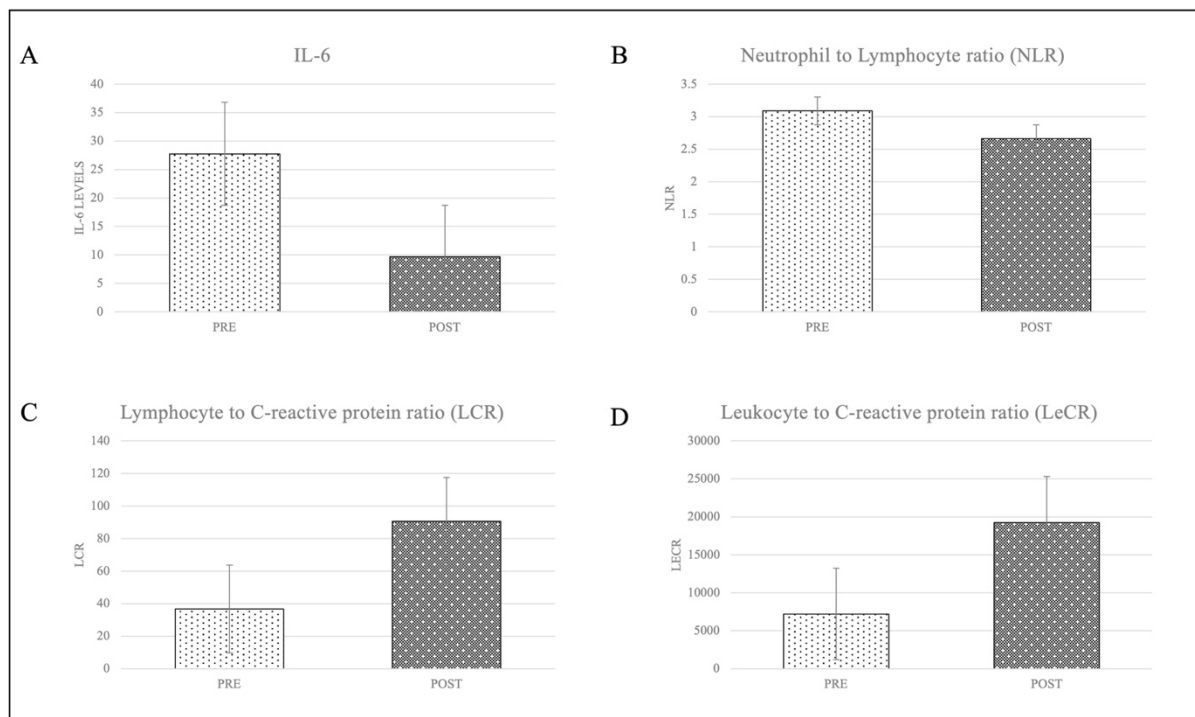 A
IL-6
40
35
30
25
20
15
10
5
0
IL-6 LEVELS
PRE
POST
B
Neutrophil to Lymphocyte ratio (NLR)
3.5
3
2.5
2
1.5
1
0.5
0
NLR
PRE
POST
C
Lymphocyte to C-reactive protein ratio (LCR)
140
120
100
80
60
40
20
0
LCR
PRE
POST
D
Leukocyte to C-reactive protein ratio (LeCR)
30000
25000
20000
15000
10000
5000
0
LECR
PRE
POST